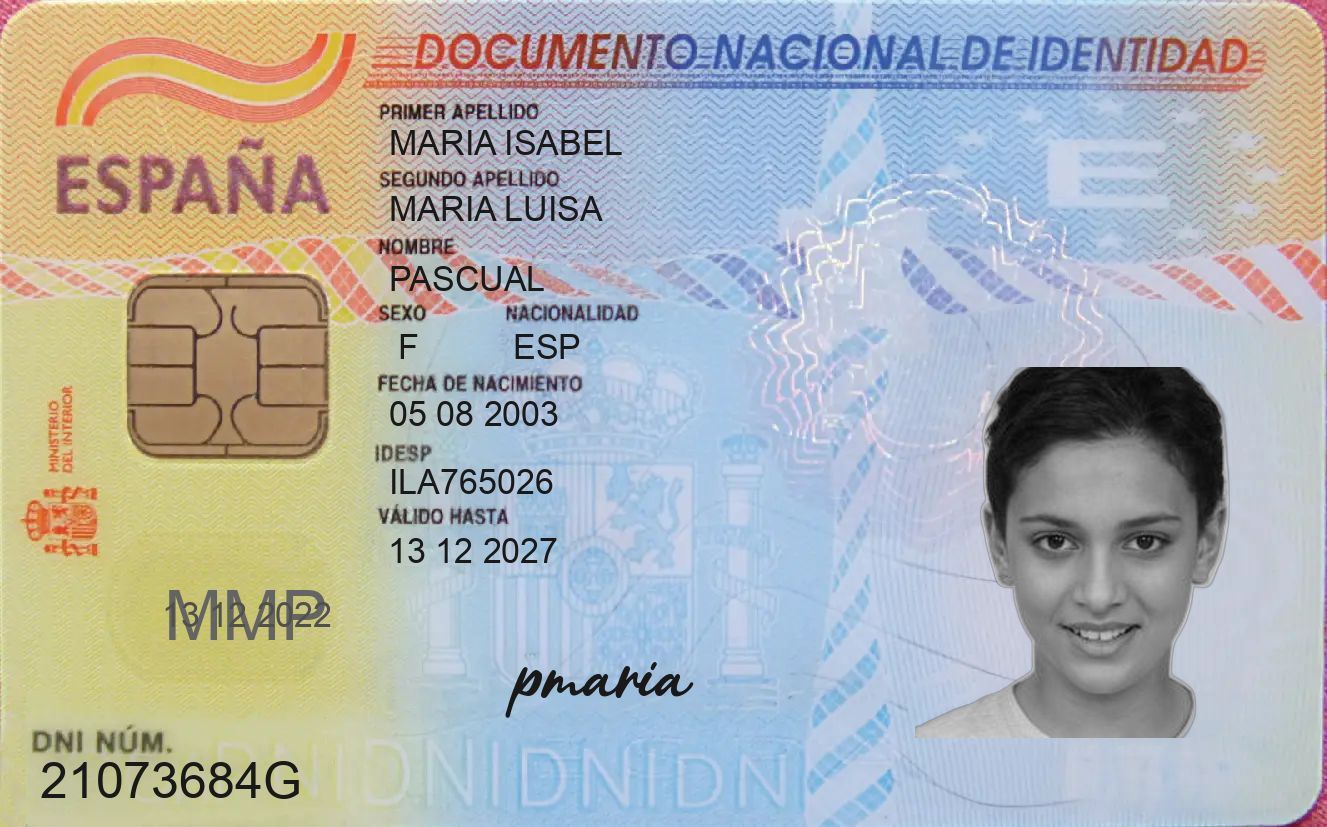 DOCUMENTO NACIONAL DE IDENTIDAD
ESPAÑA
PRIMER APELLIDO
MARIA ISABEL
SEGUNDO APELLIDO
MARIA LUISA
NOMBRE
PASCUAL
SEXO NACIONALIDAD
F ESP
FECHA DE NACIMIENTO
05 08 2003
IDESP
ILA765026
VÁLIDO HASTA
13 12 2027
MINISTERIO
DEL INTERIOR
E
MMP
13 12 2022
pmaria
DNI NÚM.
21073684G
DNIDNIDNIDNI